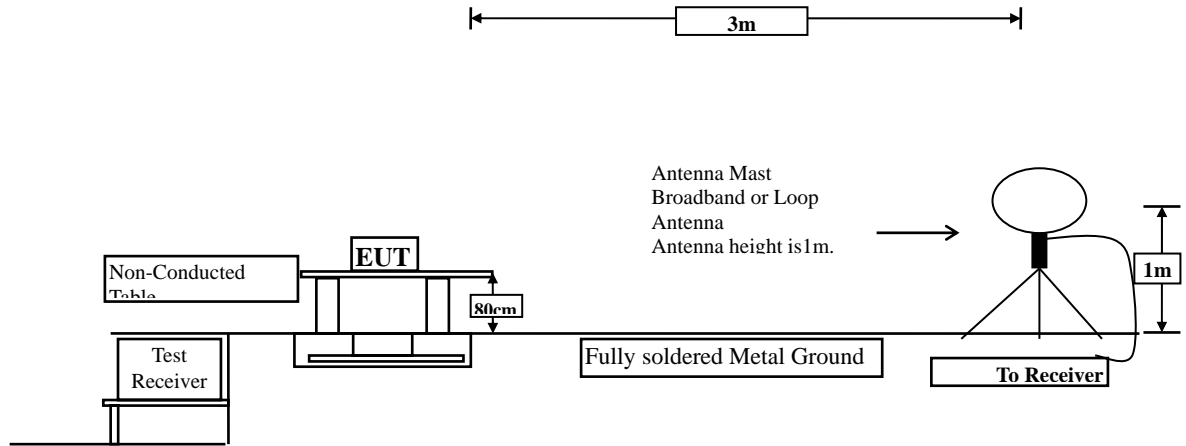 3m
Antenna Mast
Broadband or Loop
Antenna
Antenna height is1m.
EUT
Non-Conducted
Table
1m
80cm
Test
Receiver
Fully soldered Metal Ground
To Receiver